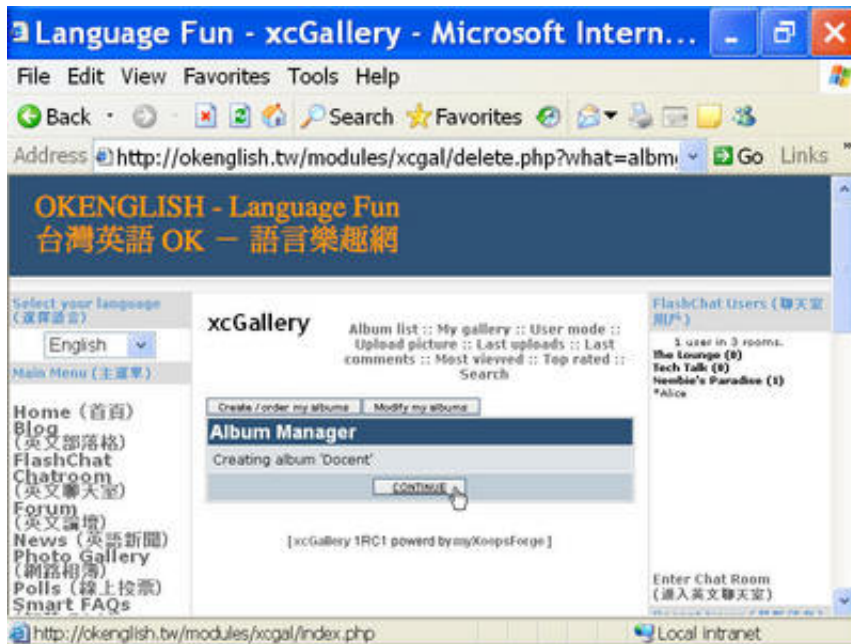 Language Fun - xcGallery - Microsoft Intern...
File Edit View Favorites Tools Help
Back Search Favorites
Address http://okenglish.tw/modules/xcgal/delete.php?what=albm Go Links "
OKENGLISH - Language Fun
台灣英語 OK － 語言樂趣網
Select your language
(選擇語言)
English
Main Menu (主選單)
Home (首頁)
Blog
(英文部落格)
FlashChat
Chatroom
(英文聊天室)
Forum
(英文論壇)
News (英語新聞)
Photo Gallery
(網路相簿)
Polls (線上投票)
Smart FAQs
xcGallery
Album list :: My gallery :: User mode ::
Upload picture :: Last uploads :: Last
comments :: Most viewed :: Top rated ::
Search
Create / order my albums Modify my albums
Album Manager
Creating album 'Docent'
CONTINUE
[xcGallery 1RC1 powerd by myXoopsForge]
FlashChat Users (聊天室
用戶)
1 user in 3 rooms.
The Lounge (0)
Tech Talk (0)
Newbie's Paradise (1)
*Alice
Enter Chat Room
(進入英文聊天室)
http://okenglish.tw/modules/xcgal/index.php
Local intranet